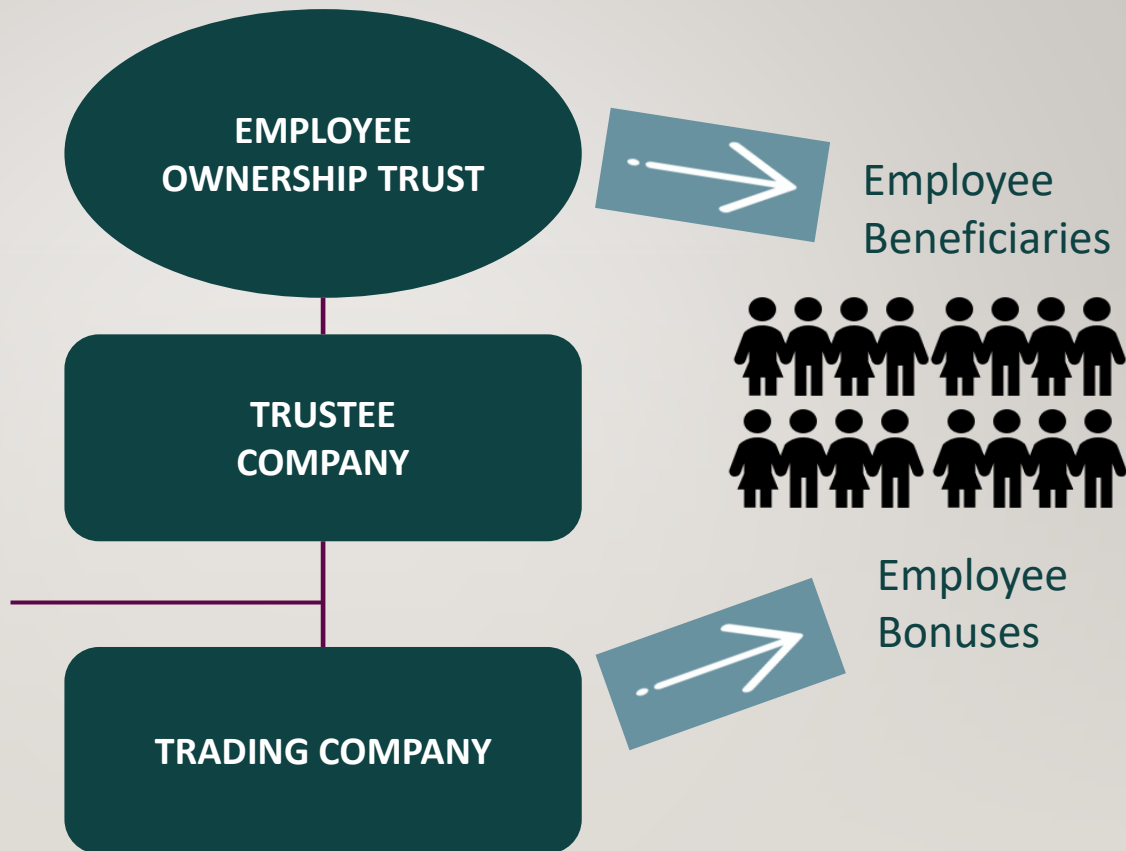 EMPLOYEE
OWNERSHIP TRUST
Employee
Beneficiaries
TRUSTEE
COMPANY
Employee
Bonuses
TRADING COMPANY